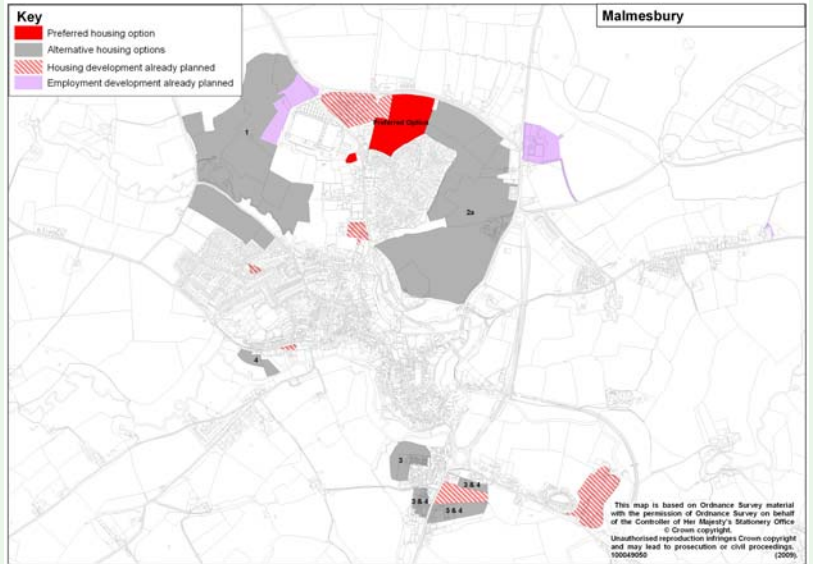 Key
Preferred housing option
Alternative housing options
Housing development already planned
Employment development already planned
Malmesbury
1
Preferred Option
2a
4
3
3 & 4
3 & 4
3 & 4
This map is based on Ordnance Survey material
with the permission of Ordnance Survey on behalf
of the Controller of Her Majesty's Stationery Office
© Crown copyright.
Unauthorised reproduction infringes Crown copyright
and may lead to prosecution or civil proceedings.
100049050 (2009)